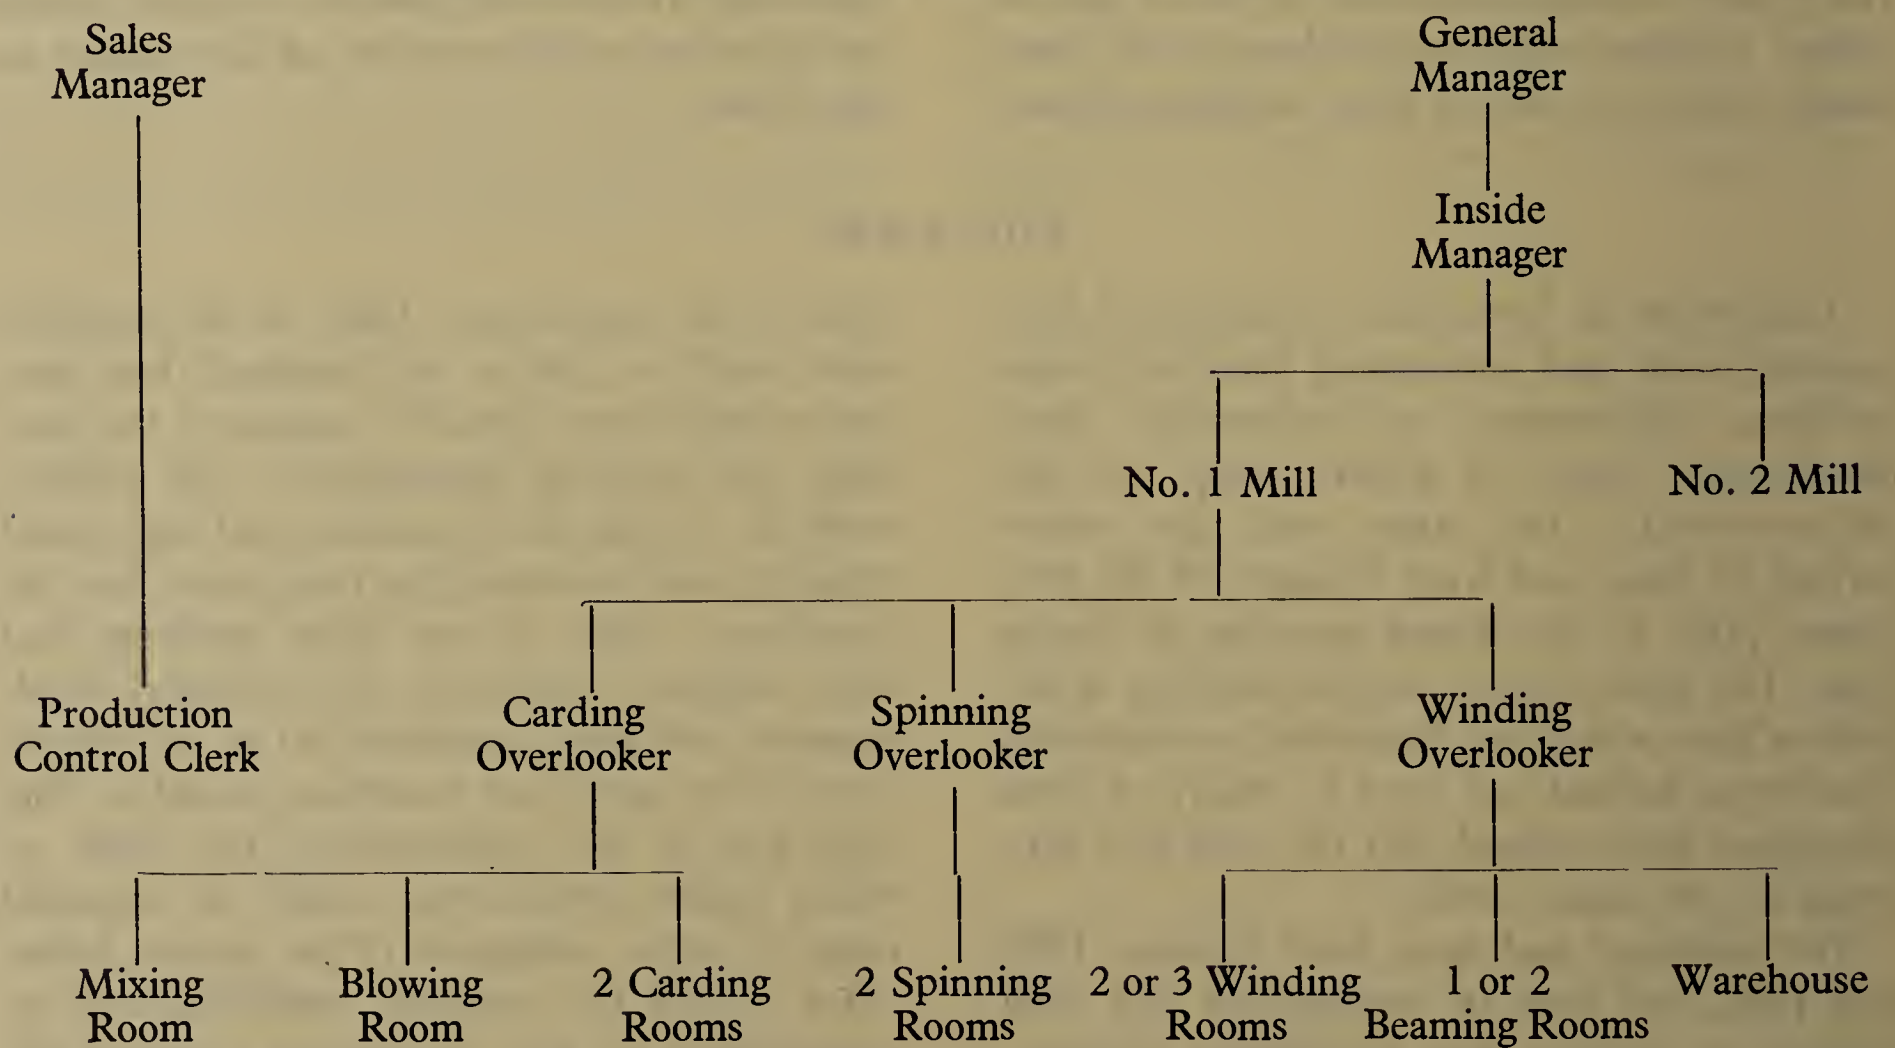 Sales
Manager
General
Manager
Inside
Manager
No. 1 Mill
No. 2 Mill
Production
Control Clerk
Carding
Overlooker
Spinning
Overlooker
Winding
Overlooker
Mixing
Room
Blowing
Room
2 Carding
Rooms
2 Spinning
Rooms
2 or 3 Winding
Rooms
1 or 2
Beaming Rooms
Warehouse